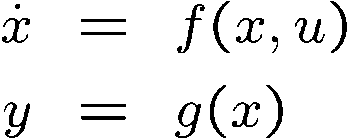 ẋ = f(x, u)
y = g(x)